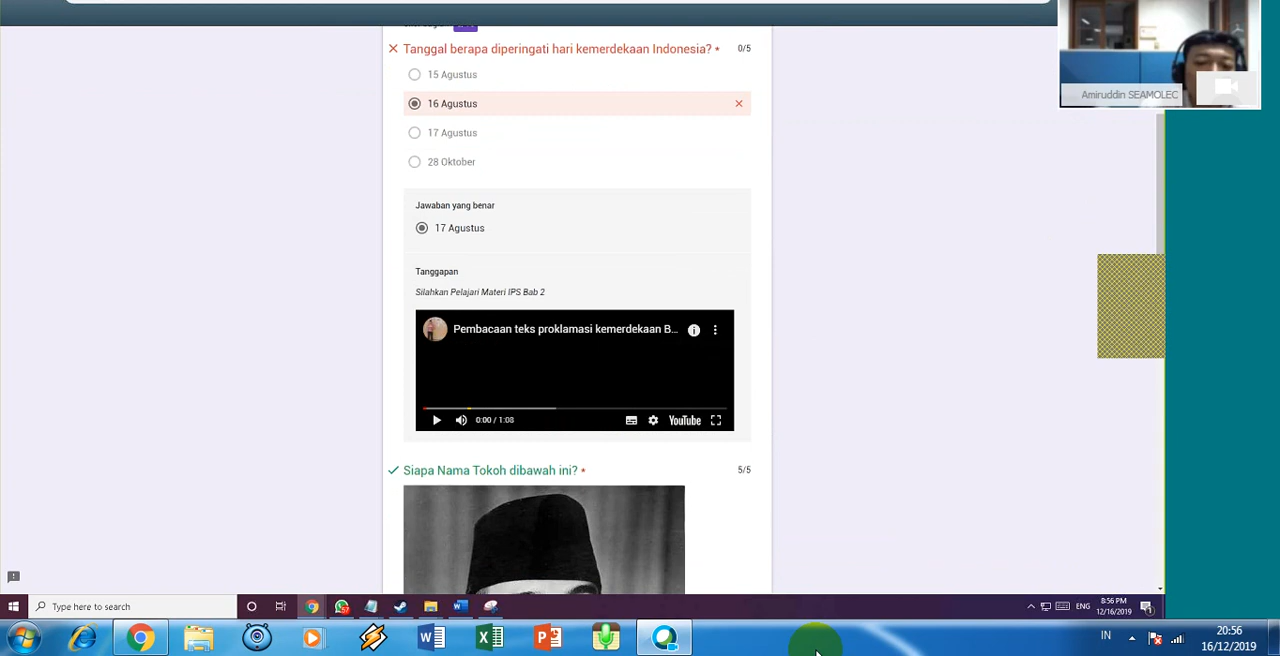 Tanggal berapa diperingati hari kemerdekaan Indonesia? * 0/5
15 Agustus
16 Agustus
17 Agustus
28 Oktober
Jawaban yang benar
17 Agustus
Tanggapan
Silahkan Pelajari Materi IPS Bab 2
Pembacaan teks proklamasi kemerdekaan B...
0:00 / 1:08 YouTube
Siapa Nama Tokoh dibawah ini? * 5/5
Amiruddin SEAMOLEC
Type here to search
ENG
8:56 PM
12/16/2019
IN
20:56
16/12/2019